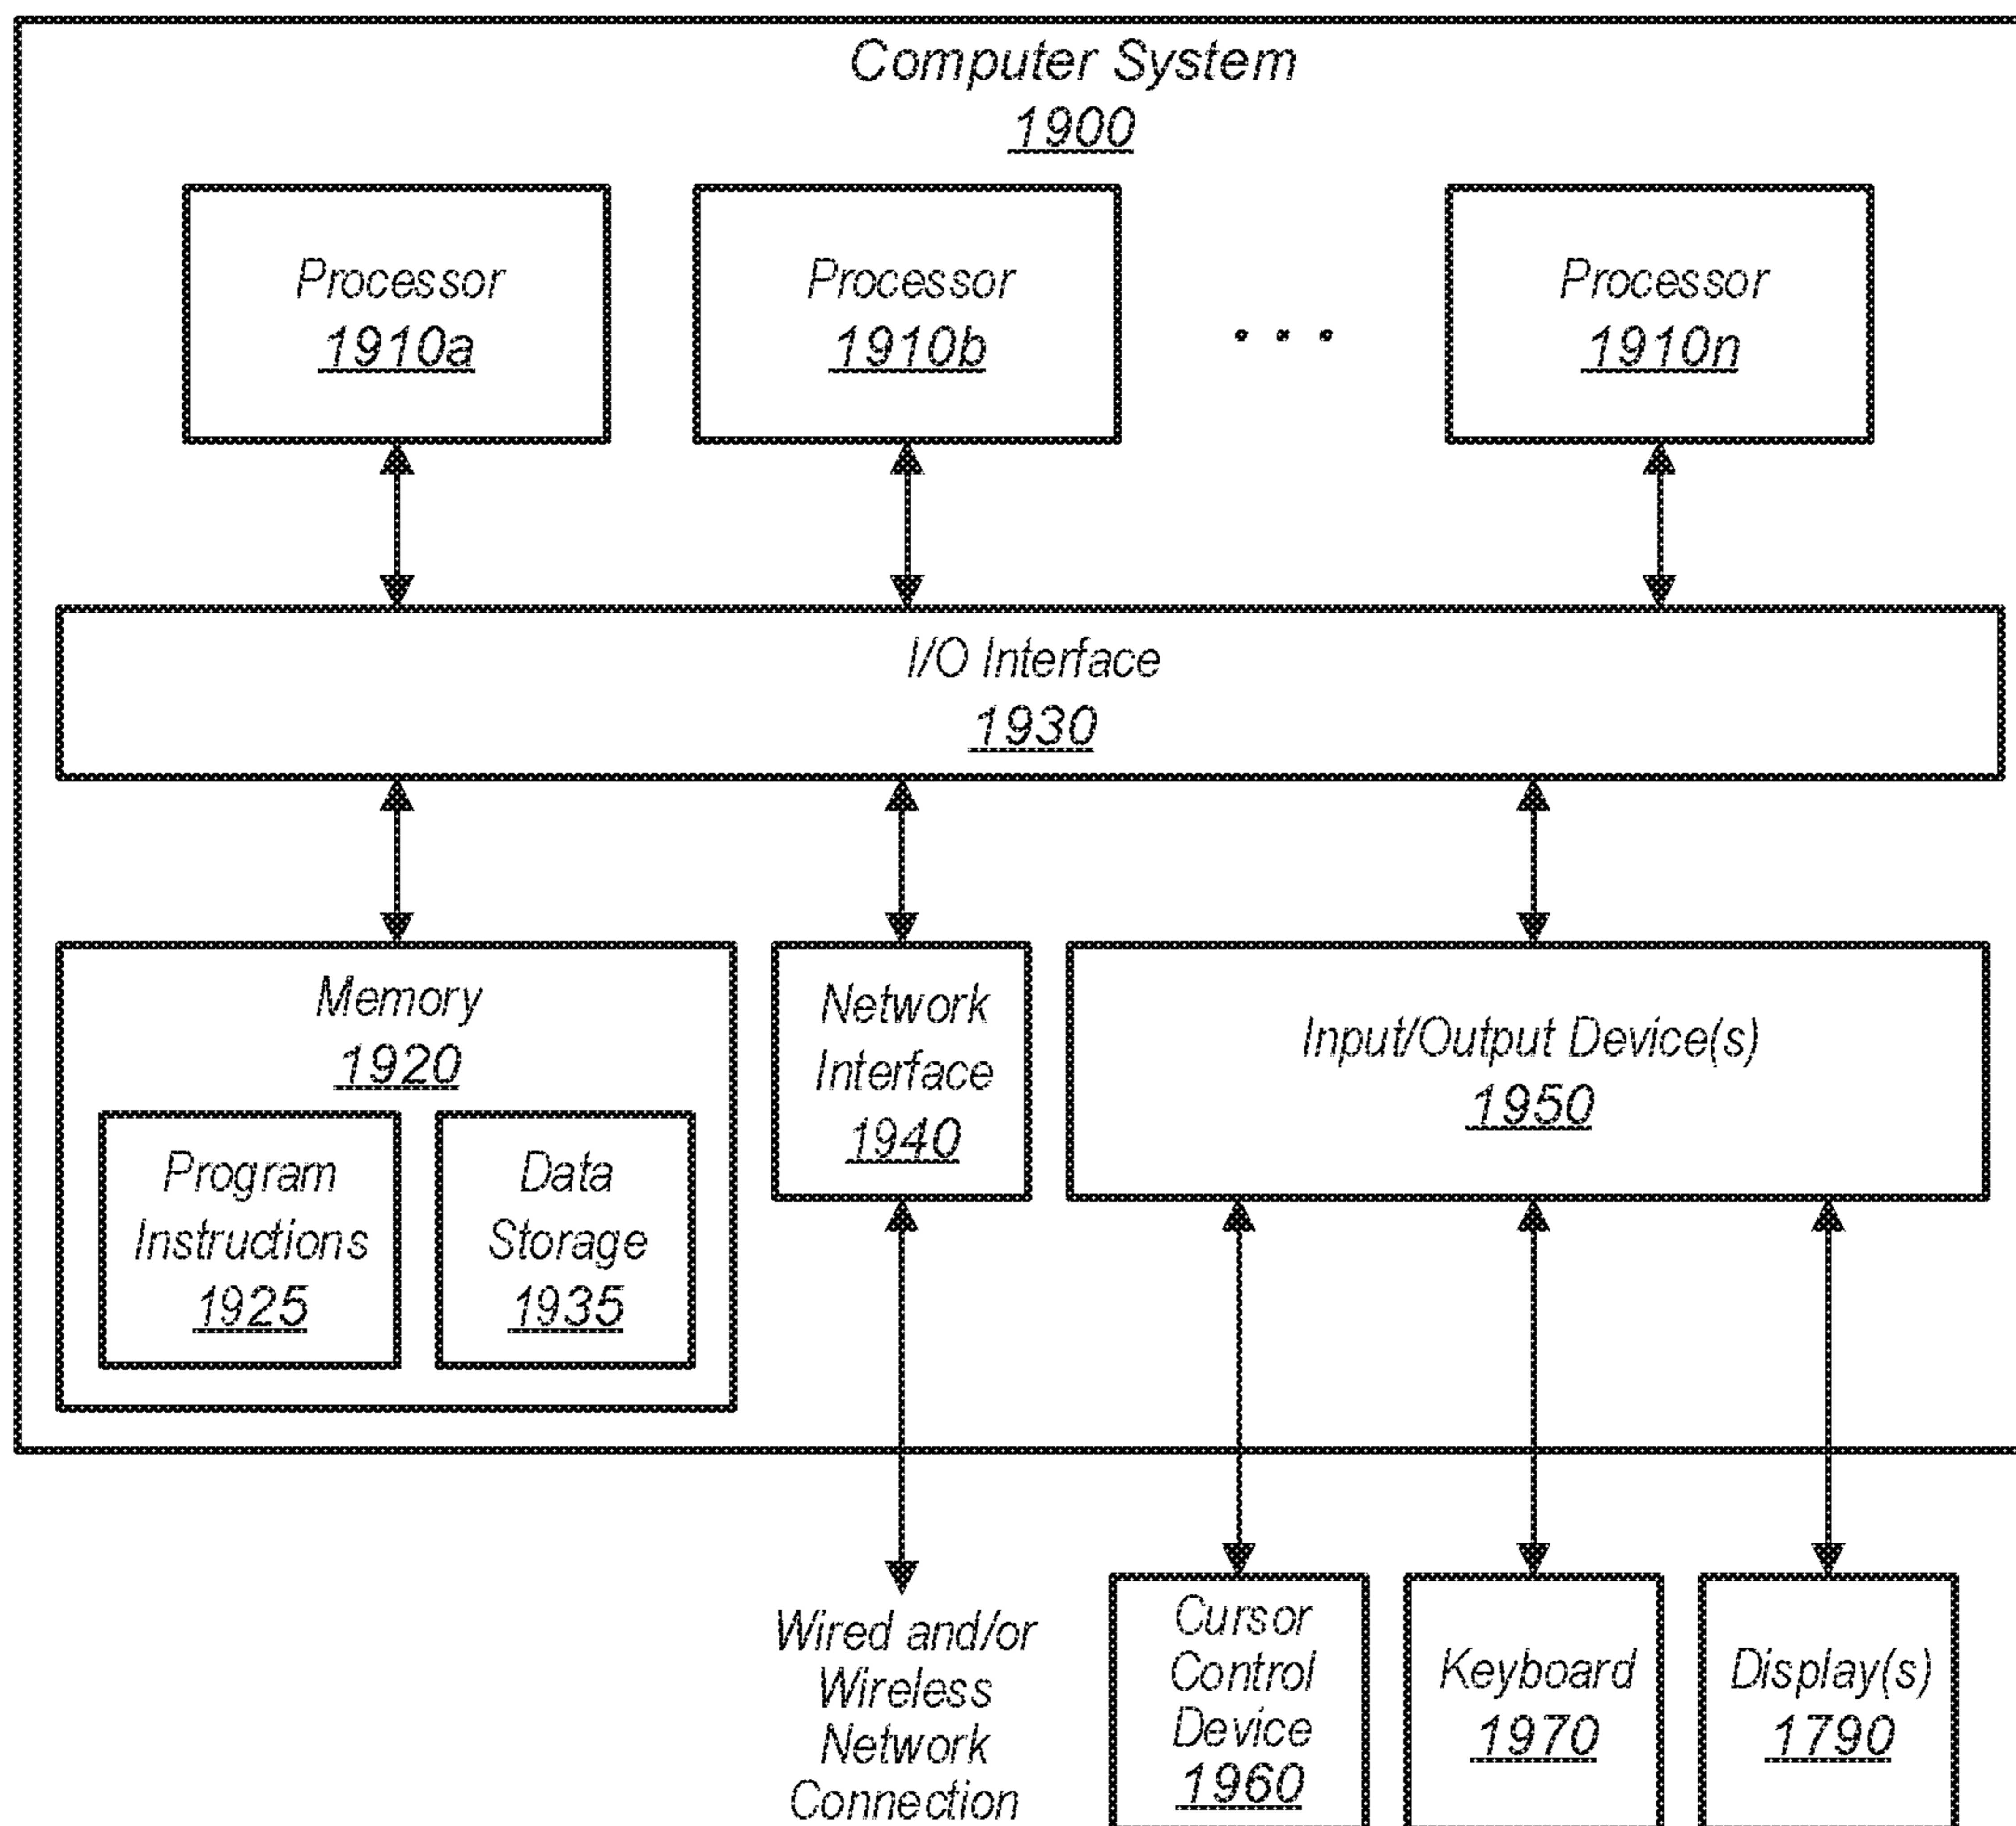 Computer System
1900
Processor
1910a
Processor
1910b
. . .
Processor
1910n
I/O Interface
1930
Memory
1920
Program
Instructions
1925
Data
Storage
1935
Network
Interface
1940
Input/Output Device(s)
1950
Wired and/or
Wireless
Network
Connection
Cursor
Control
Device
1960
Keyboard
1970
Display(s)
1790